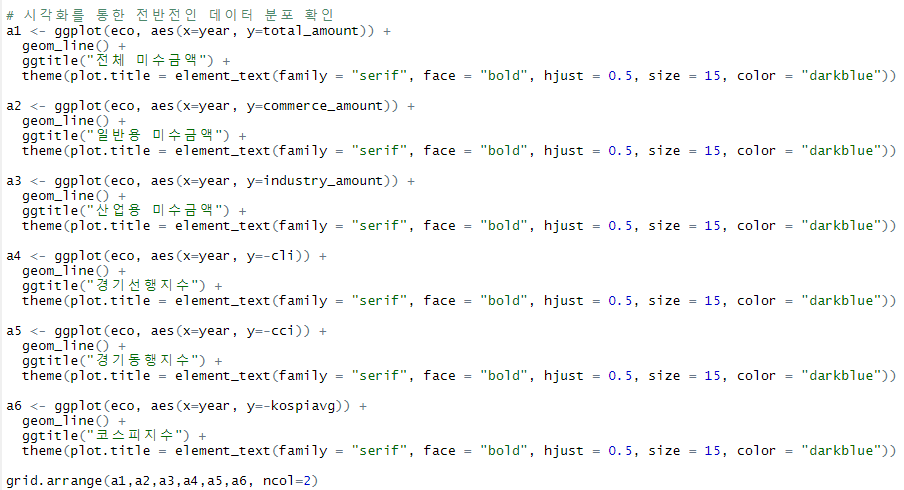 # 시각화를 통한 전반전인 데이터 분포 확인
a1 <- ggplot(eco, aes(x=year, y=total_amount)) +
  geom_line() +
  ggtitle("전체 미수금액") +
  theme(plot.title = element_text(family = "serif", face = "bold", hjust = 0.5, size = 15, color = "darkblue"))

a2 <- ggplot(eco, aes(x=year, y=commerce_amount)) +
  geom_line() +
  ggtitle("일반용 미수금액") +
  theme(plot.title = element_text(family = "serif", face = "bold", hjust = 0.5, size = 15, color = "darkblue"))

a3 <- ggplot(eco, aes(x=year, y=industry_amount)) +
  geom_line() +
  ggtitle("산업용 미수금액") +
  theme(plot.title = element_text(family = "serif", face = "bold", hjust = 0.5, size = 15, color = "darkblue"))

a4 <- ggplot(eco, aes(x=year, y=-cli)) +
  geom_line() +
  ggtitle("경기선행지수") +
  theme(plot.title = element_text(family = "serif", face = "bold", hjust = 0.5, size = 15, color = "darkblue"))

a5 <- ggplot(eco, aes(x=year, y=-cci)) +
  geom_line() +
  ggtitle("경기동행지수") +
  theme(plot.title = element_text(family = "serif", face = "bold", hjust = 0.5, size = 15, color = "darkblue"))

a6 <- ggplot(eco, aes(x=year, y=-kospiavg)) +
  geom_line() +
  ggtitle("코스피지수") +
  theme(plot.title = element_text(family = "serif", face = "bold", hjust = 0.5, size = 15, color = "darkblue"))

grid.arrange(a1,a2,a3,a4,a5,a6, ncol=2)